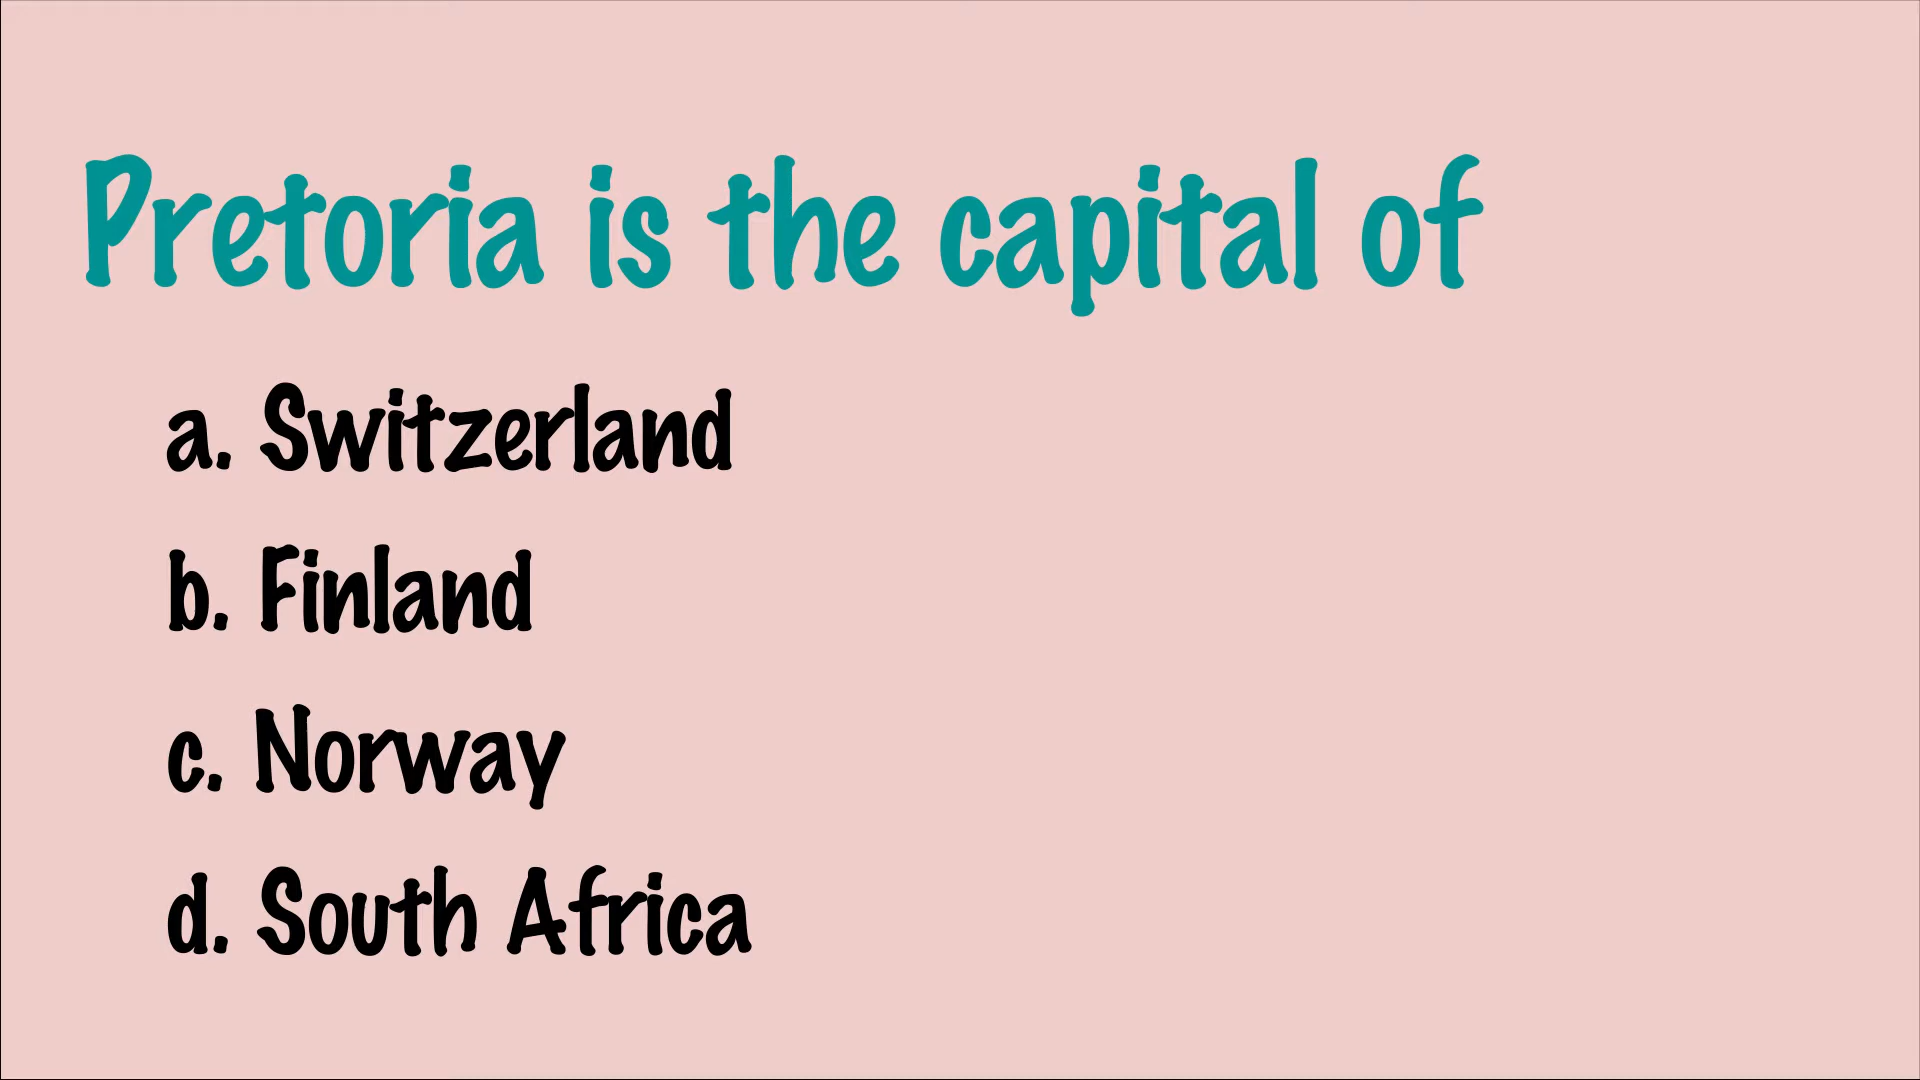 Pretoria is the capital of
a. Switzerland
b. Finland
c. Norway
d. South Africa